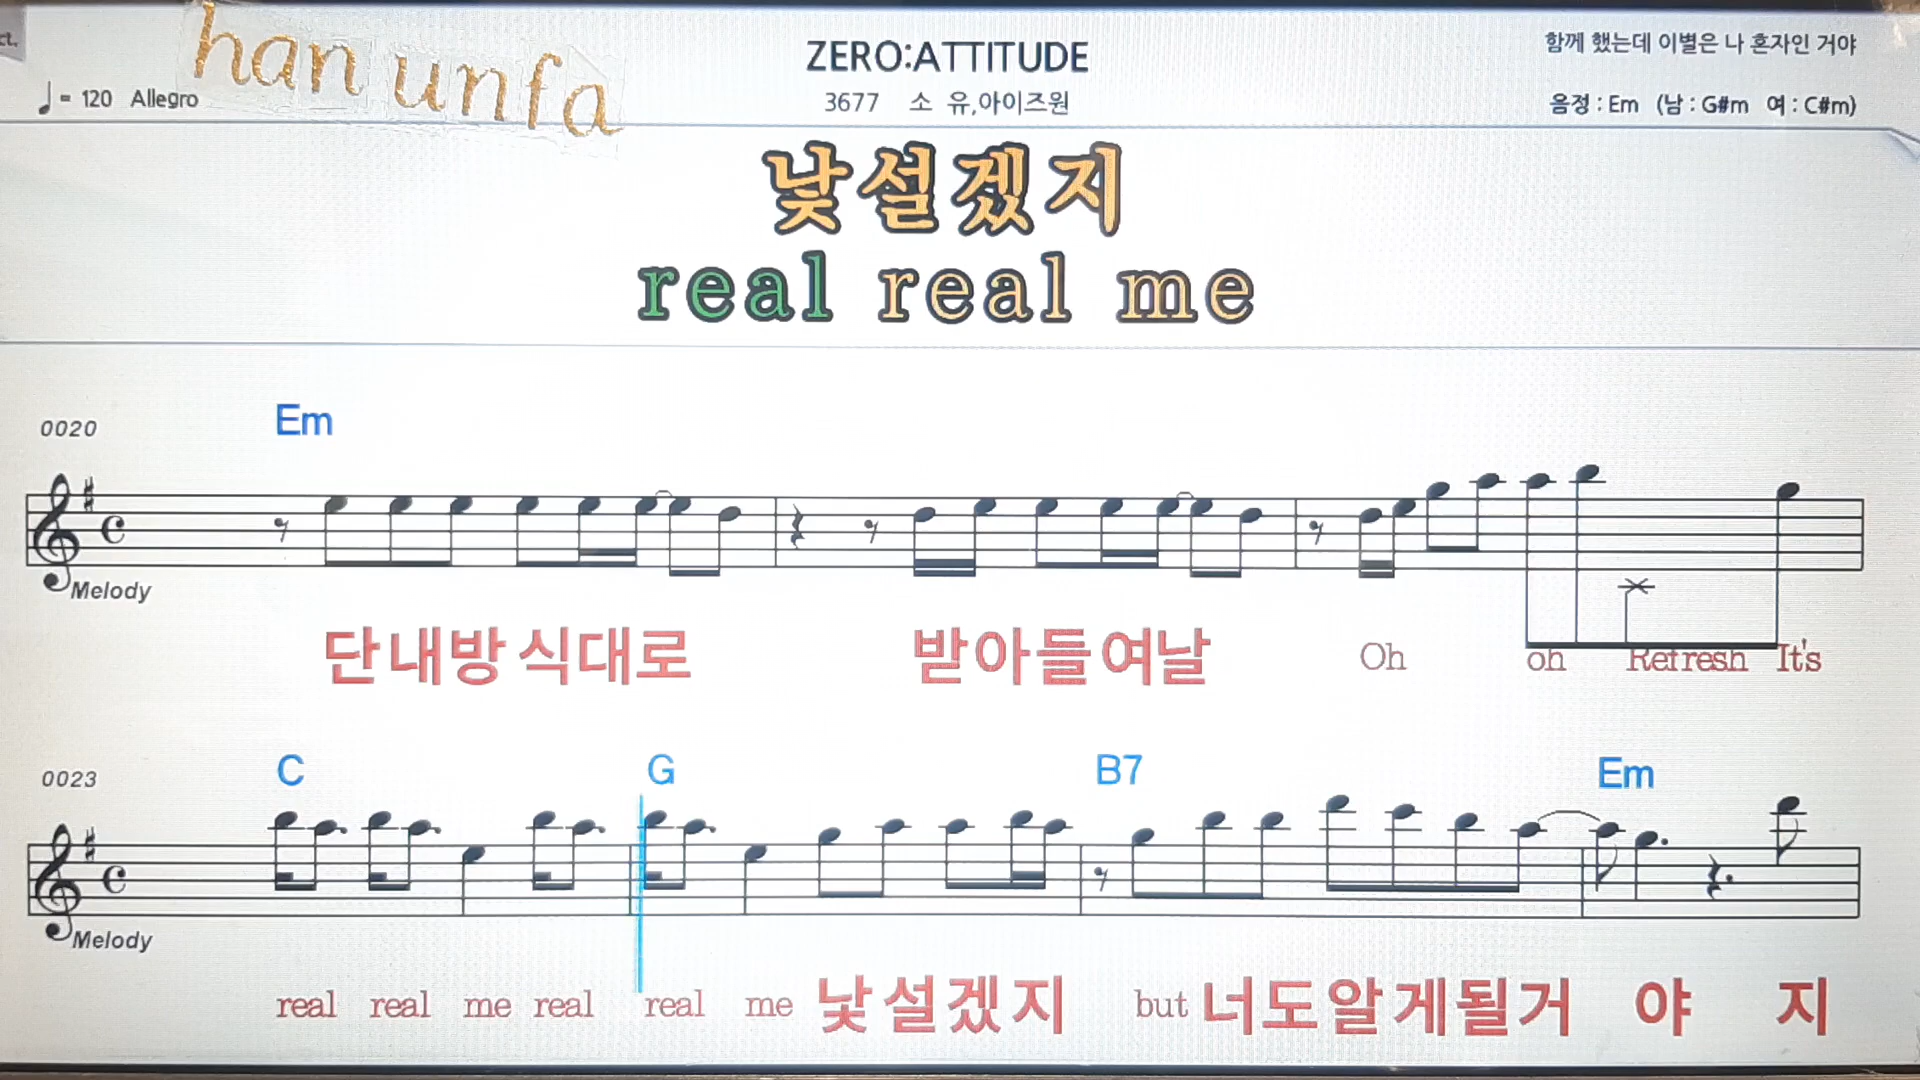 ct.
han unfa
ZERO:ATTITUDE
함께 했는데 이별은 나 혼자인 거야
♩= 120 Allegro
3677 소 유,아이즈원
음정 : Em (남 : G#m 여 : C#m)
낯설겠지
real real me
0020
Em
Melody
단내방식대로 받아들여날 Oh oh Refresh It's
0023
C G B7 Em
Melody
real real me real real me 낯설겠지 but 너도알게될거 야 지